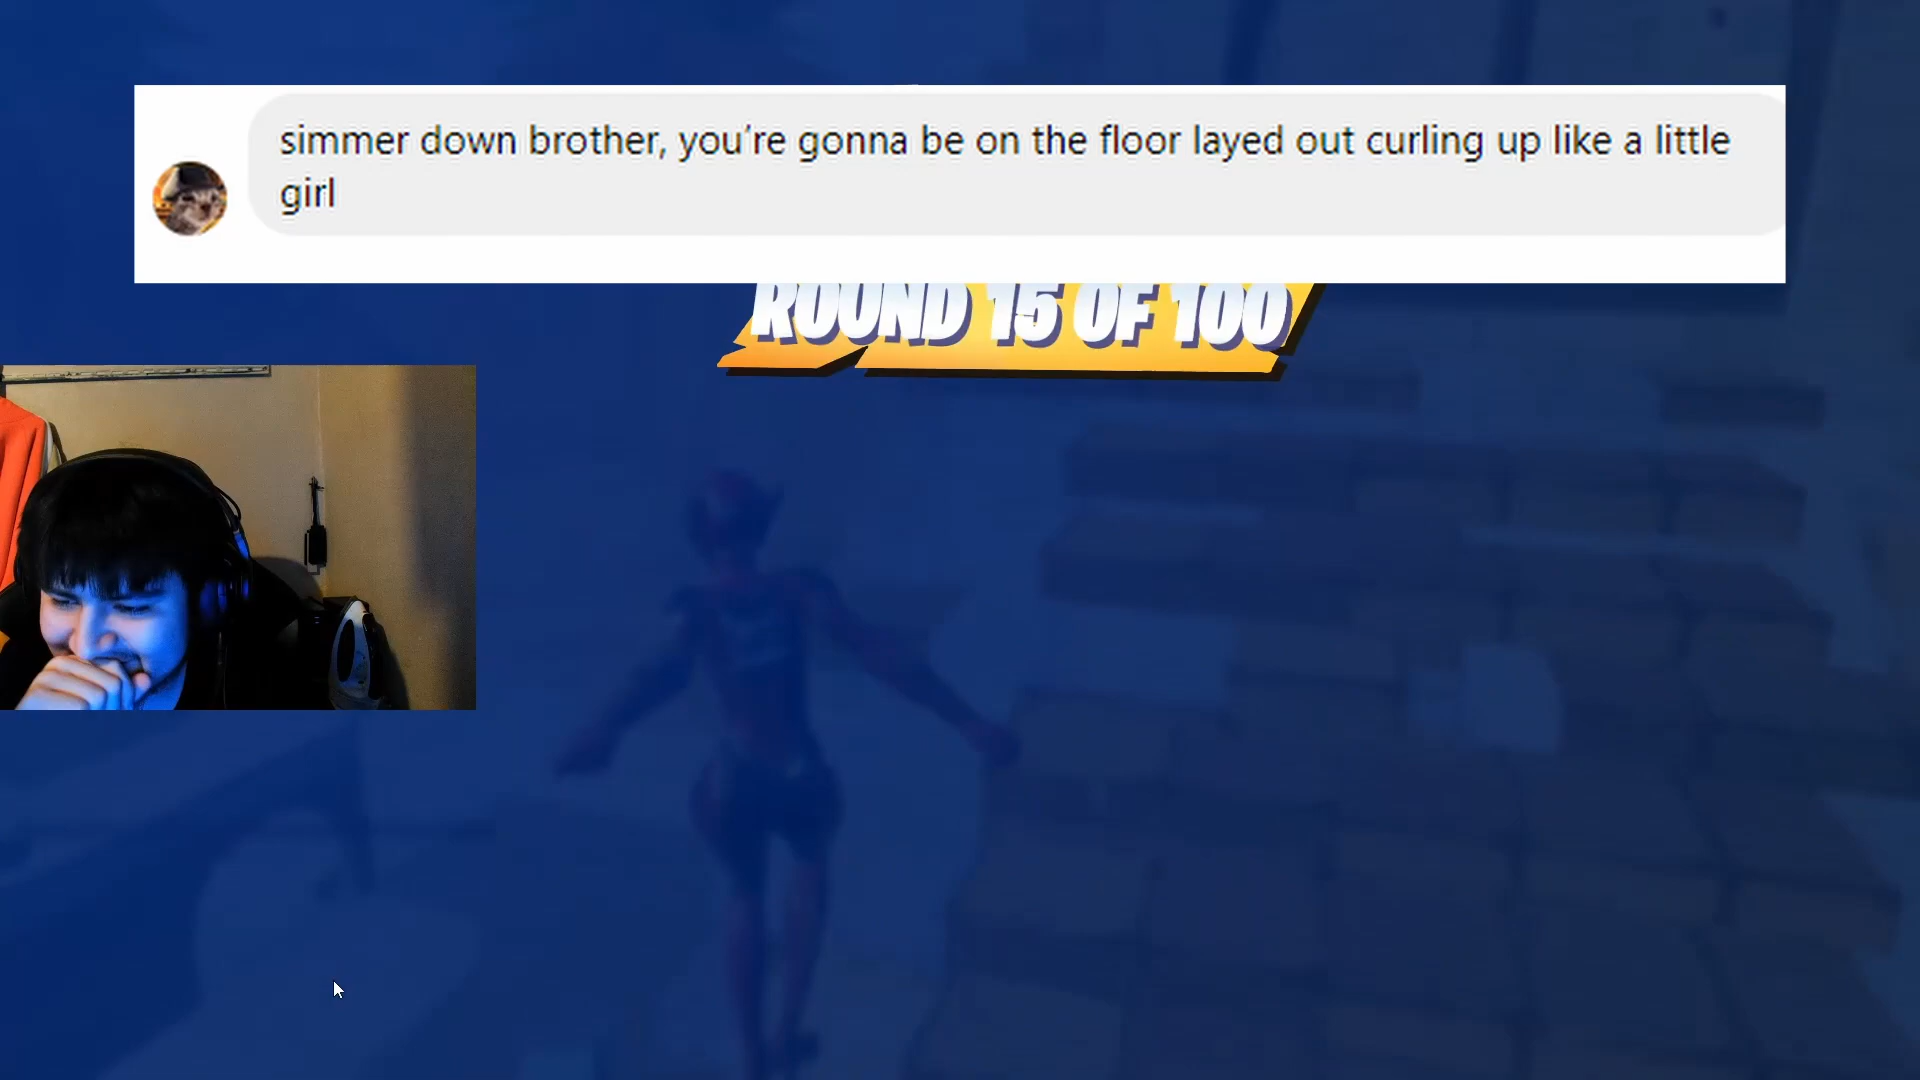 simmer down brother, you're gonna be on the floor layed out curling up like a little
girl
ROUND 15 OF 100